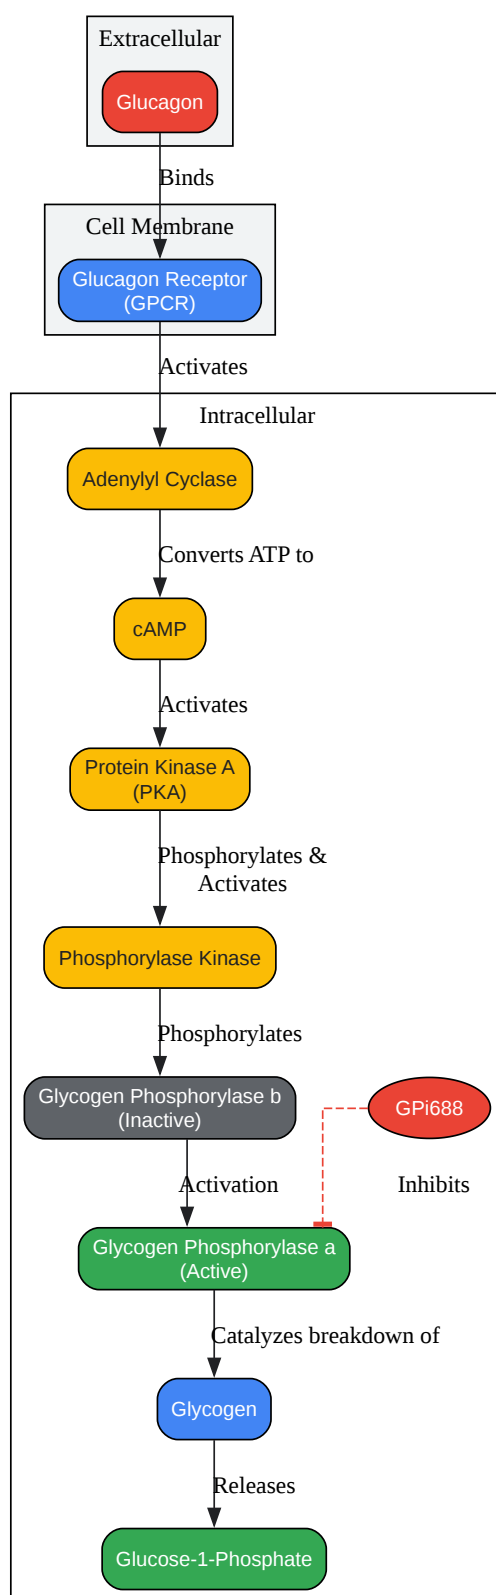 Extracellular
Glucagon
Binds
Cell Membrane
Glucagon Receptor
(GPCR)
Activates
Intracellular
Adenylyl Cyclase
Converts ATP to
cAMP
Activates
Protein Kinase A
(PKA)
Phosphorylates &
Activates
Phosphorylase Kinase
Phosphorylates
Glycogen Phosphorylase b
(Inactive)
GPi688
Activation
Inhibits
Glycogen Phosphorylase a
(Active)
Catalyzes breakdown of
Glycogen
Releases
Glucose-1-Phosphate